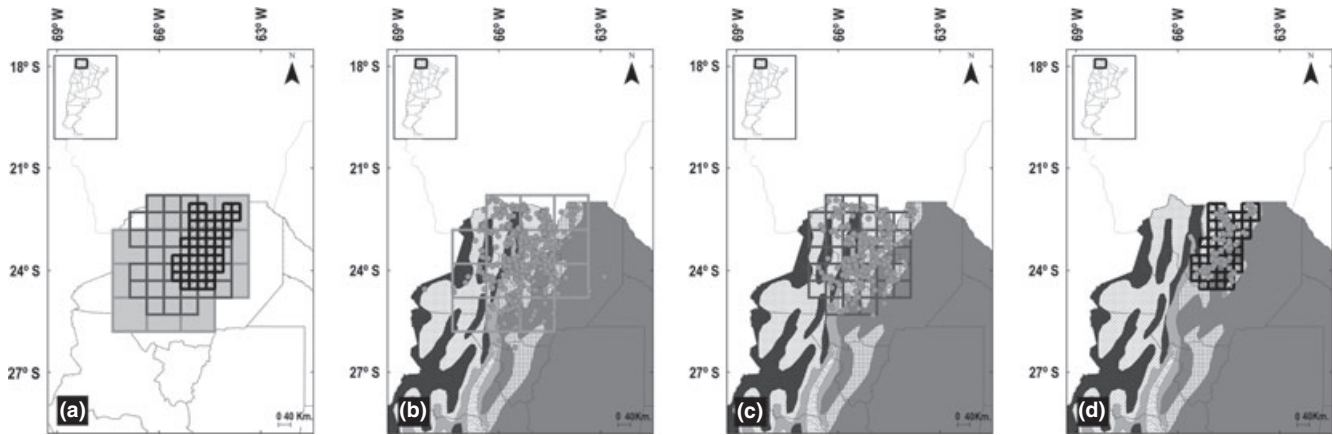 69° W 66° W 63° W
69° W 66° W 63° W
69° W 66° W 63° W
69° W 66° W 63° W
18° S N
18° S N
18° S N
18° S N
21° S
21° S
21° S
21° S
24° S
24° S
24° S
24° S
27° S
27° S
27° S
27° S
(a) 0 40 Km.
(b) 0 40Km.
(c) 0 40Km.
(d) 0 40Km.